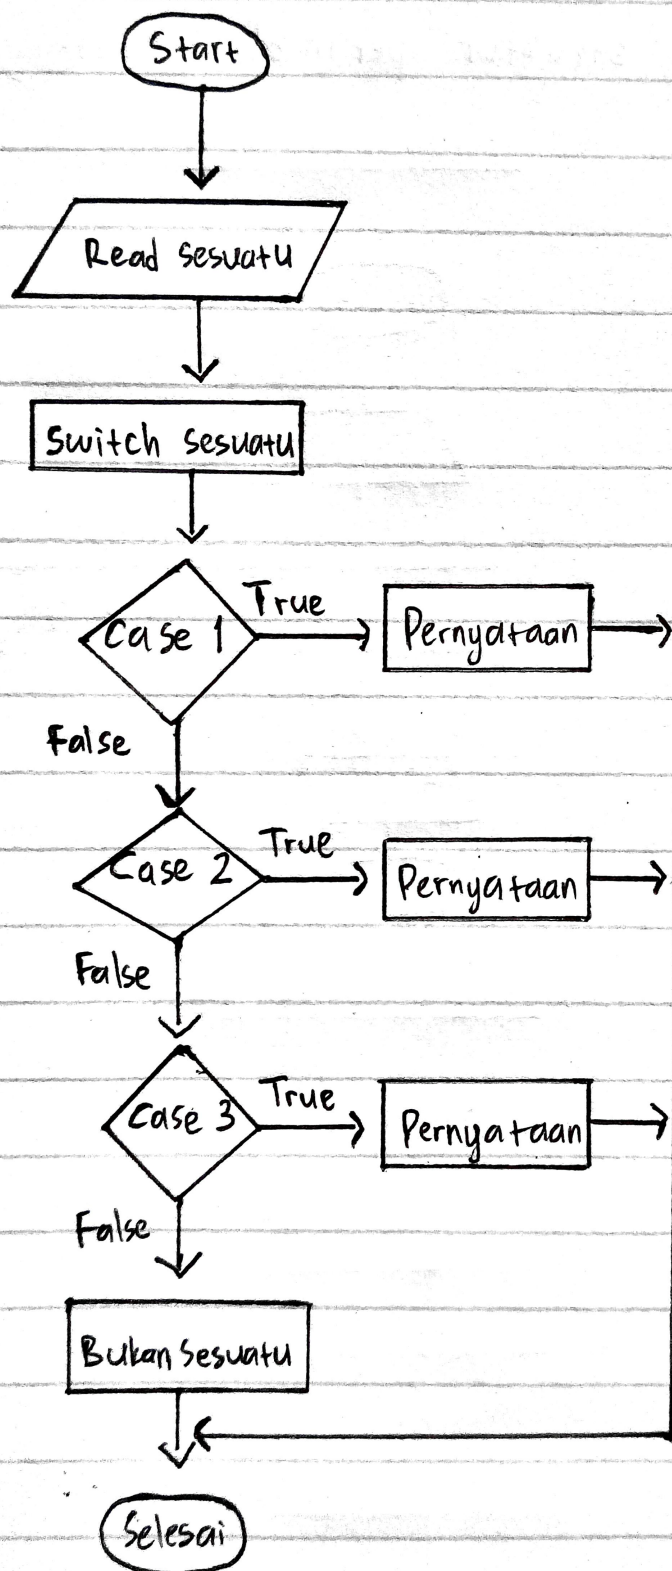 Start
Read sesuatu
Switch sesuatu
Case 1
True
Pernyataan
False
Case 2
True
Pernyataan
False
Case 3
True
Pernyataan
False
Bukan Sesuatu
Selesai